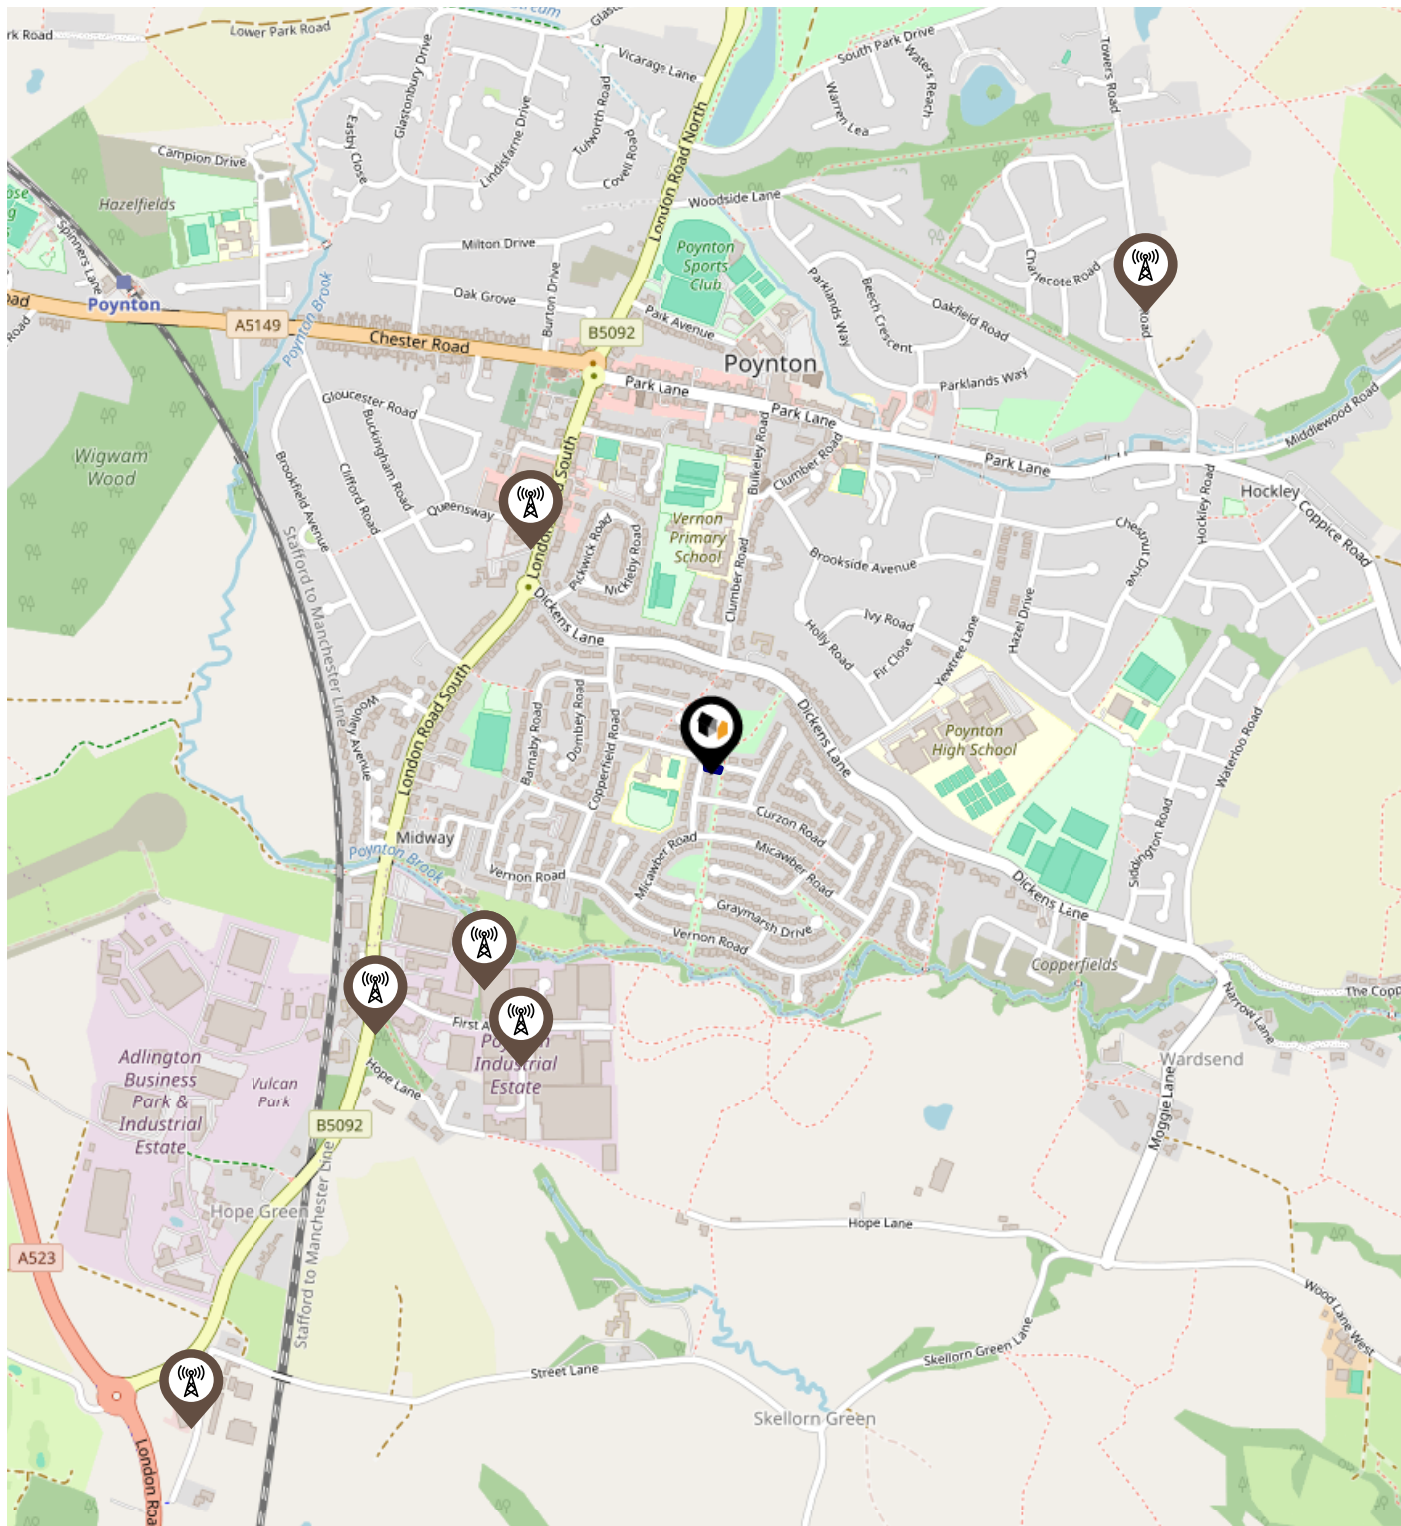 rk Road
Lower Park Road
Glastonbury Drive
Vicarage Lane
South Park Drive
Waters Reach
Towers Road
Warren Lea
Easby Close
Lindisfarne Drive
Tulworth Road
Covell Road
London Road North
Campion Drive
Hazelfields
Woodside Lane
Spinners Lane
Milton Drive
Poynton
Sports
Club
Charlecote Road
Poynton
Oak Grove
Burton Drive
Parklands Way
Beech Crescent
Oakfield Road
Poynton Brook
Park Avenue
A5149
B5092
Chester Road
Poynton
Road
Park Lane
Parklands Way
Gloucester Road
Park Lane
Middlewood Road
Buckingham Road
Clifford Road
Brookfield Avenue
Wigwam
Wood
Bulkeley Road
Clumber Road
Park Lane
Hockley
Hockley Road
Coppice Road
Queensway
Vernon
Primary
School
Pickwick Road
Nickleby Road
Clumber Road
Brookside Avenue
Chestnut Drive
Stafford to Manchester Line
Dickens Lane
Ivy Road
Holly Road
Fir Close
Yewtree Lane
Hazel Drive
Woolley Avenue
London Road South
Barnaby Road
Dombey Road
Copperfield Road
Dickens Lane
Poynton
High School
Waterloo Road
Midway
Poynton Brook
Curzon Road
Micawber Road
Micawber Road
Siddington Road
Vernon Road
Graymarsh Drive
Vernon Road
Dickens Lane
Copperfields
Narrow Lane
The Copp
First A
Industrial
Estate
Adlington
Business
Park &
Industrial
Estate
Vulcan
Park
Hope Lane
Wardsend
Moggie Lane
B5092
Stafford to Manchester Line
Hope Green
Hope Lane
A523
Wood Lane West
Street Lane
Skellorn Green Lane
Skellorn Green
London Roa